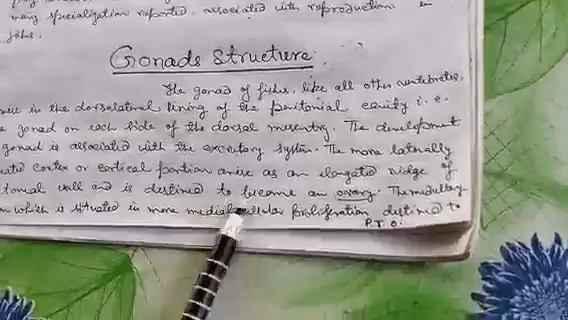 many specialization reported, associated with reproduction in
fishes.
Gonads Structure
The gonad of fishes, like all other vertebrates,
arise in the dorsolateral lining of the peritonial cavity i.e.
gonad on each side of the dorsal mesentry. The development
gonad is associated with the excretory system. The more laterally
cortex or cortical portion arise as an elongated ridge of
wall and is destined to become an ovary. The medullary
which is situated in more medial prolifieration destined to
P.T.O.